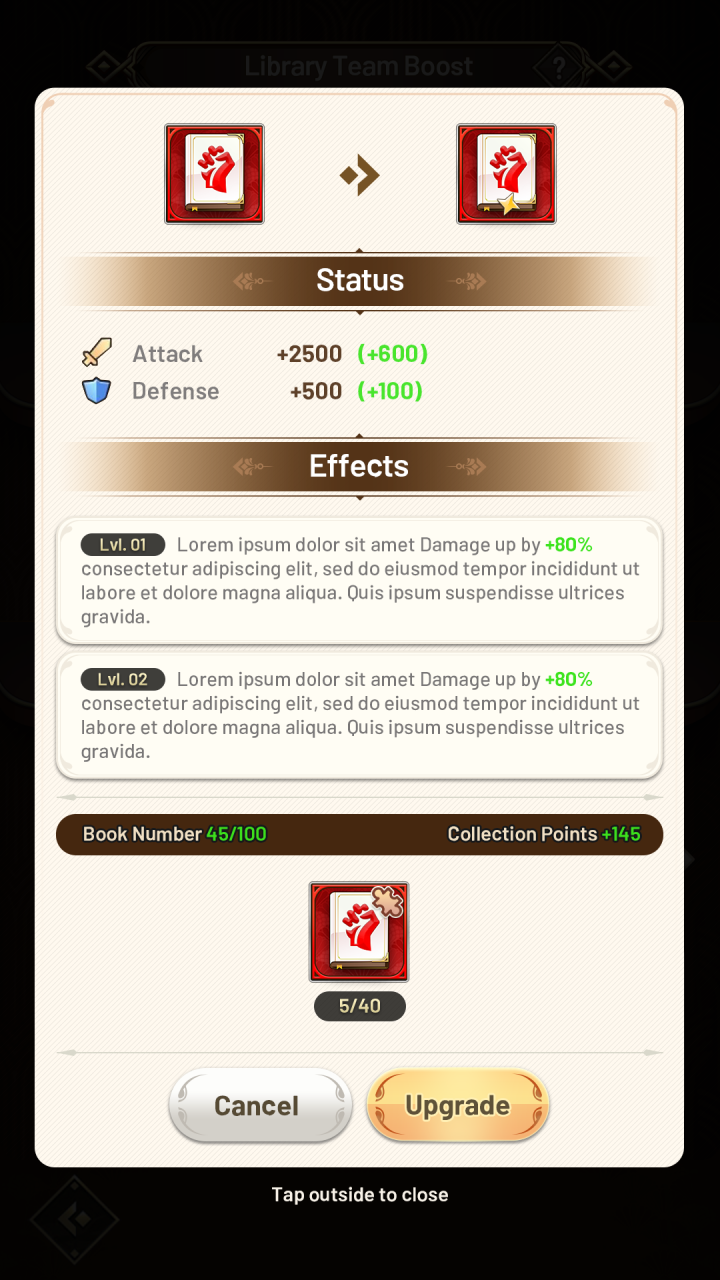 Library Team Boost
?
Status
Attack +2500 (+600)
Defense +500 (+100)
Effects
Lvl. 01 Lorem ipsum dolor sit amet Damage up by +80%
consectetur adipiscing elit, sed do eiusmod tempor incididunt ut
labore et dolore magna aliqua. Quis ipsum suspendisse ultrices
gravida.
Lvl. 02 Lorem ipsum dolor sit amet Damage up by +80%
consectetur adipiscing elit, sed do eiusmod tempor incididunt ut
labore et dolore magna aliqua. Quis ipsum suspendisse ultrices
gravida.
Book Number 45/100 Collection Points +145
5/40
Cancel Upgrade
Tap outside to close